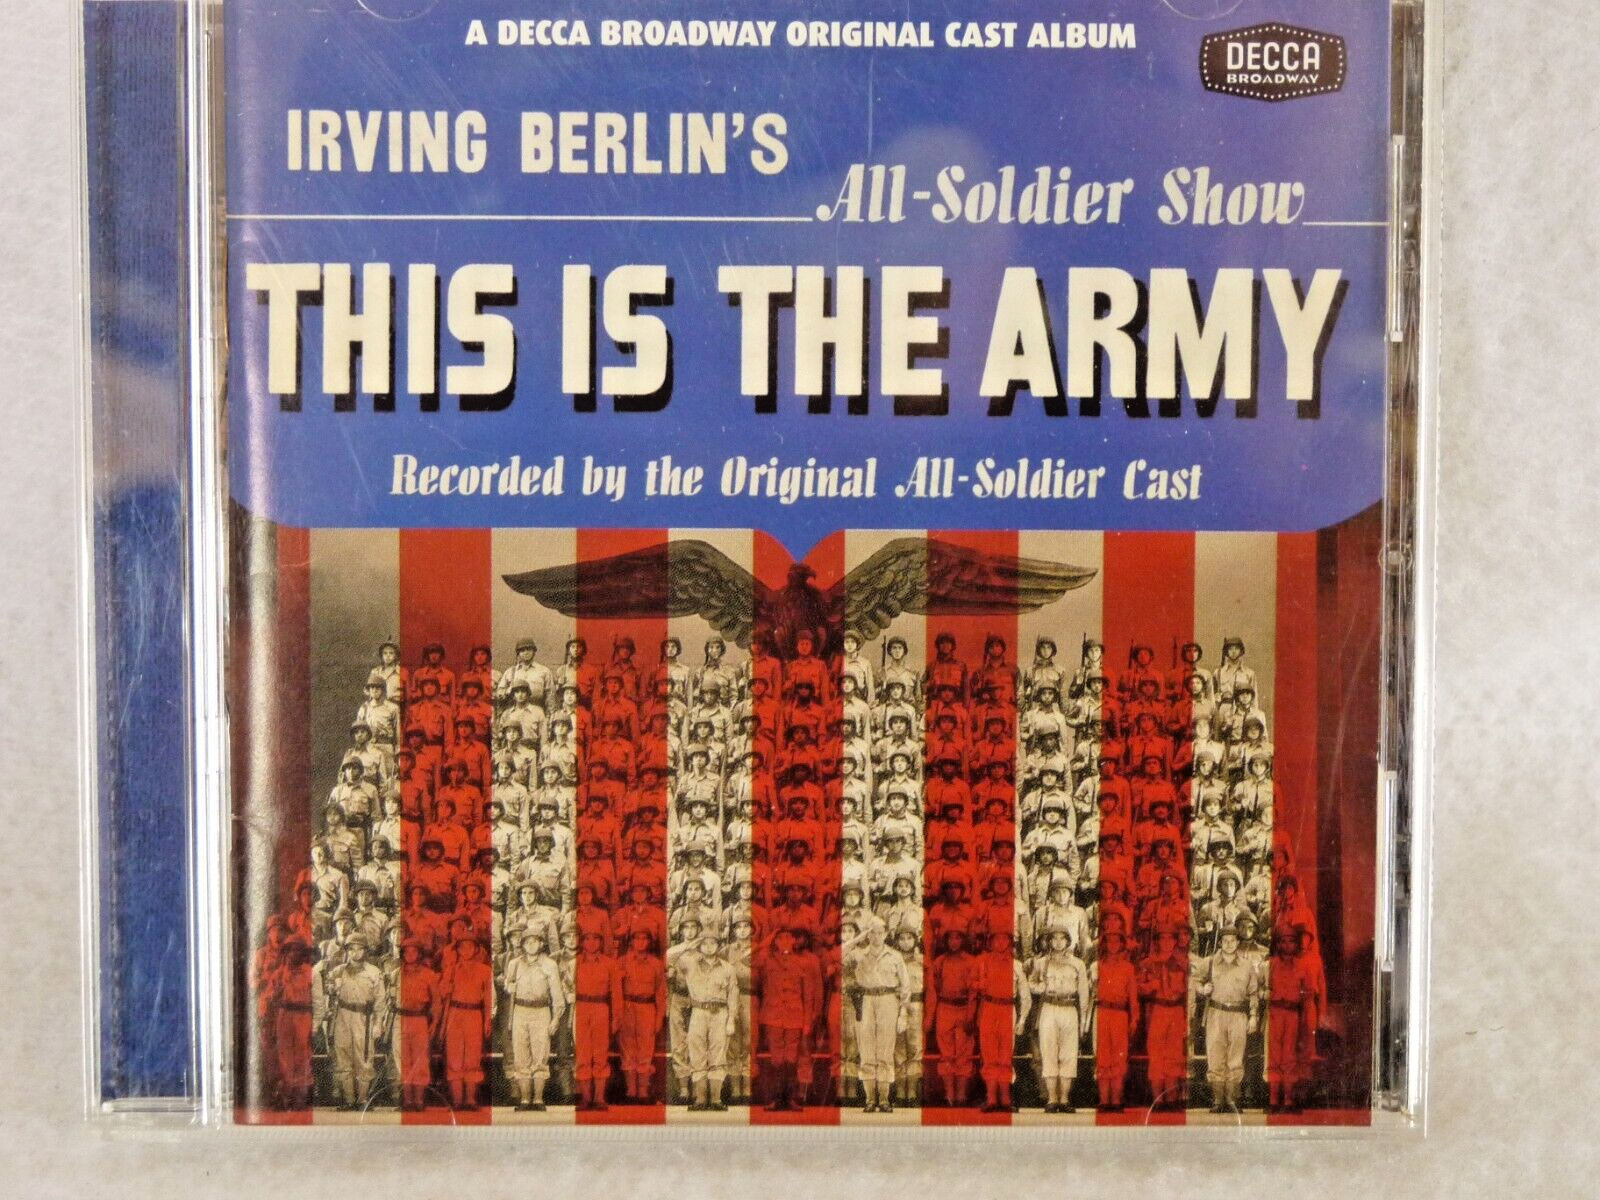 A DECCA BROADWAY ORIGINAL CAST ALBUM
DECCA
BROADWAY
IRVING BERLIN'S
All-Soldier Show
THIS IS THE ARMY
Recorded by the Original All-Soldier Cast